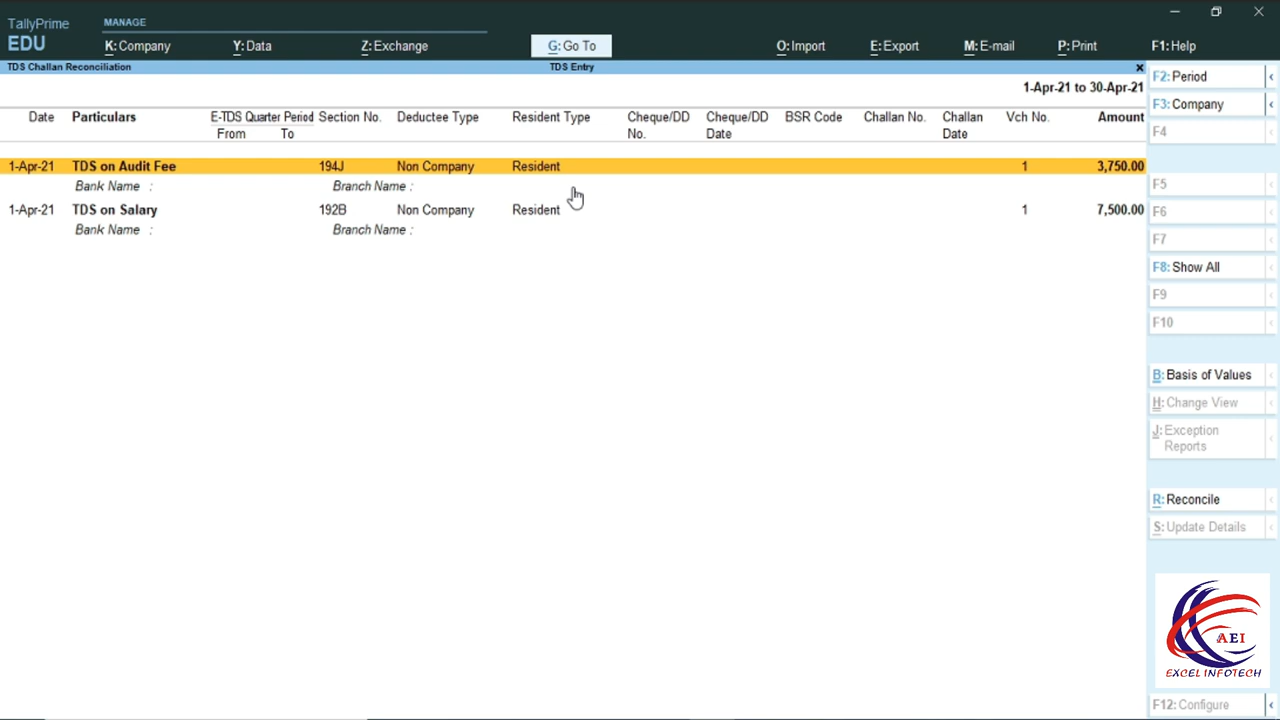 TallyPrime
EDU
MANAGE
K: Company
Y: Data
Z: Exchange
G: Go To
O: Import
E: Export
M: E-mail
P: Print
F1: Help
TDS Challan Reconciliation
TDS Entry
1-Apr-21 to 30-Apr-21
Date Particulars E-TDS Quarter Period Section No. Deductee Type Resident Type Cheque/DD Cheque/DD BSR Code Challan No. Challan Vch No. Amount
From To No. Date Date
1-Apr-21 TDS on Audit Fee 194J Non Company Resident 1 3,750.00
Bank Name : Branch Name :
1-Apr-21 TDS on Salary 192B Non Company Resident 1 7,500.00
Bank Name : Branch Name :
F2: Period
F3: Company
F4
F5
F6
F7
F8: Show All
F9
F10
B: Basis of Values
H: Change View
J: Exception
Reports
R: Reconcile
S: Update Details
AEI
EXCEL INFOTECH
F12: Configure